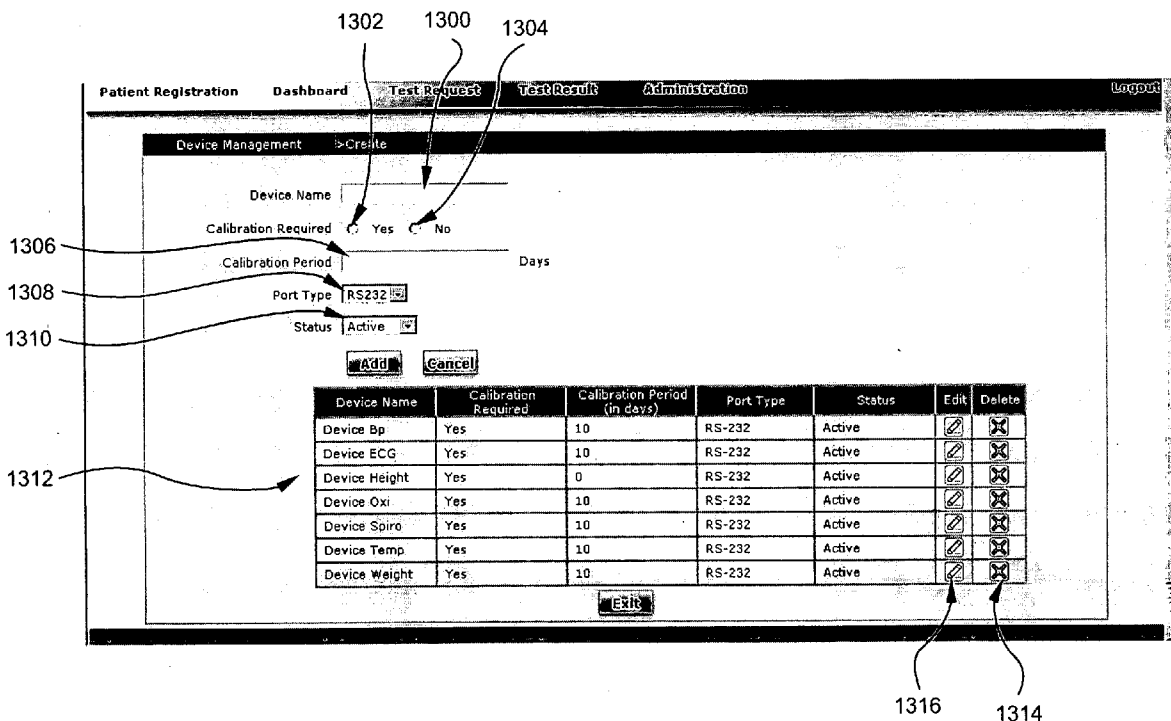 1302 1300 1304
Patient Registration Dashboard Test Request Test Result Administration Logout
Device Management >Create
Device Name
Calibration Required Yes No
1306
Calibration Period Days
1308
Port Type RS232
1310
Status Active
Add Cancel
Device Name Calibration Required Calibration Period (in days) Port Type Status Edit Delete
Device Bp Yes 10 RS-232 Active
Device ECG Yes 10 RS-232 Active
1312
Device Height Yes 0 RS-232 Active
Device Oxi Yes 10 RS-232 Active
Device Spiro Yes 10 RS-232 Active
Device Temp Yes 10 RS-232 Active
Device Weight Yes 10 RS-232 Active
Exit
1316 1314